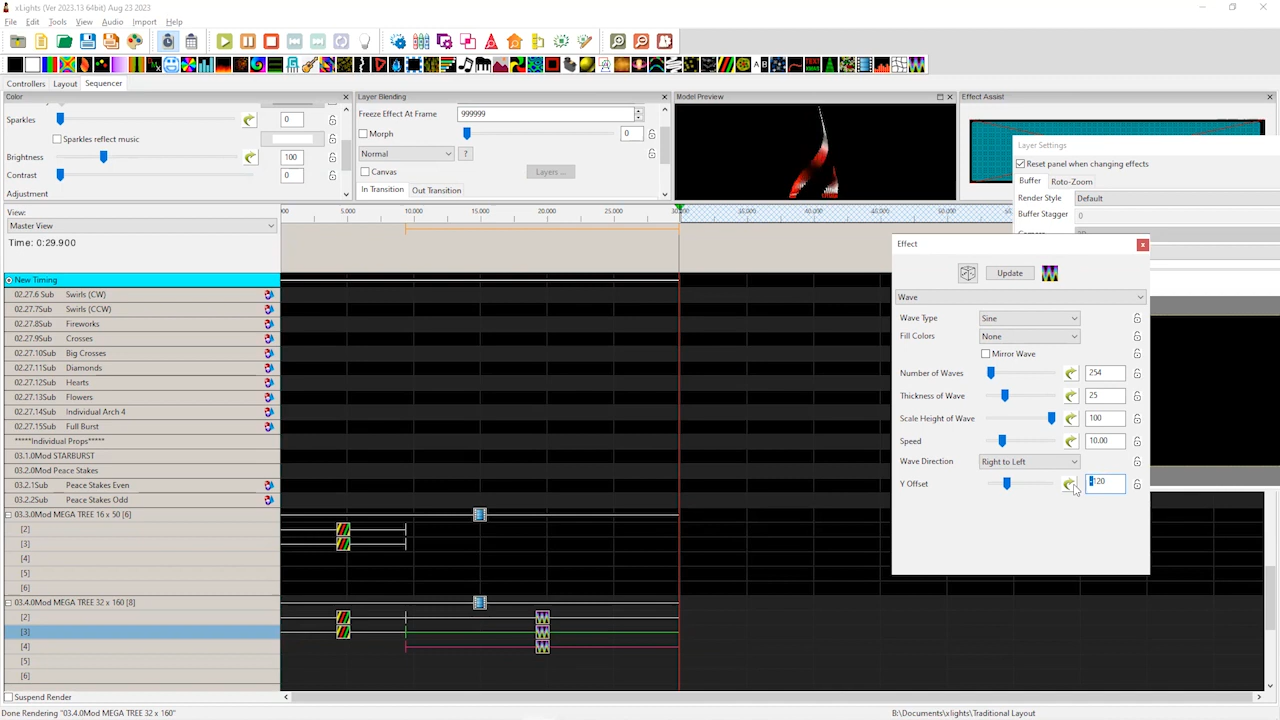 xLights (Ver 2023.13 64bit) Aug 23 2023
File Edit Tools View Audio Import Help
Controllers Layout Sequencer
Color Layer Blending Model Preview Effect Assist
Sparkles 0
Sparkles reflect music
Brightness 100
Contrast 0
Adjustment
Freeze Effect At Frame 999999
Morph 0
Normal ?
Canvas Layers ...
In Transition Out Transition
Layer Settings
Reset panel when changing effects
Buffer Roto-Zoom
Render Style Default
Buffer Stagger 0
View:
Master View
Time: 0:29.900
5.000 10.000 15.000 20.000 25.000
35.000 40.000 45.000 50.000 55.000
New Timing
02.27.6 Sub Swirls (CW)
02.27.7Sub Swirls (CCW)
02.27.8Sub Fireworks
02.27.9Sub Crosses
02.27.10Sub Big Crosses
02.27.11Sub Diamonds
02.27.12Sub Hearts
02.27.13Sub Flowers
02.27.14Sub Individual Arch 4
02.27.15Sub Full Burst
*****Individual Props*****
03.1.0Mod STARBURST
03.2.0Mod Peace Stakes
03.2.1Sub Peace Stakes Even
03.2.2Sub Peace Stakes Odd
03.3.0Mod MEGA TREE 16 x 50 [6]
[2]
[3]
[4]
[5]
[6]
03.4.0Mod MEGA TREE 32 x 160 [8]
[2]
[3]
[4]
[5]
[6]
Effect
Update
Wave
Wave Type Sine
Fill Colors None
Mirror Wave
Number of Waves 254
Thickness of Wave 25
Scale Height of Wave 100
Speed 10.00
Wave Direction Right to Left
Y Offset -120
Suspend Render
Done Rendering "03.4.0Mod MEGA TREE 32 x 160"
B:\Documents\xlights\Traditional Layout